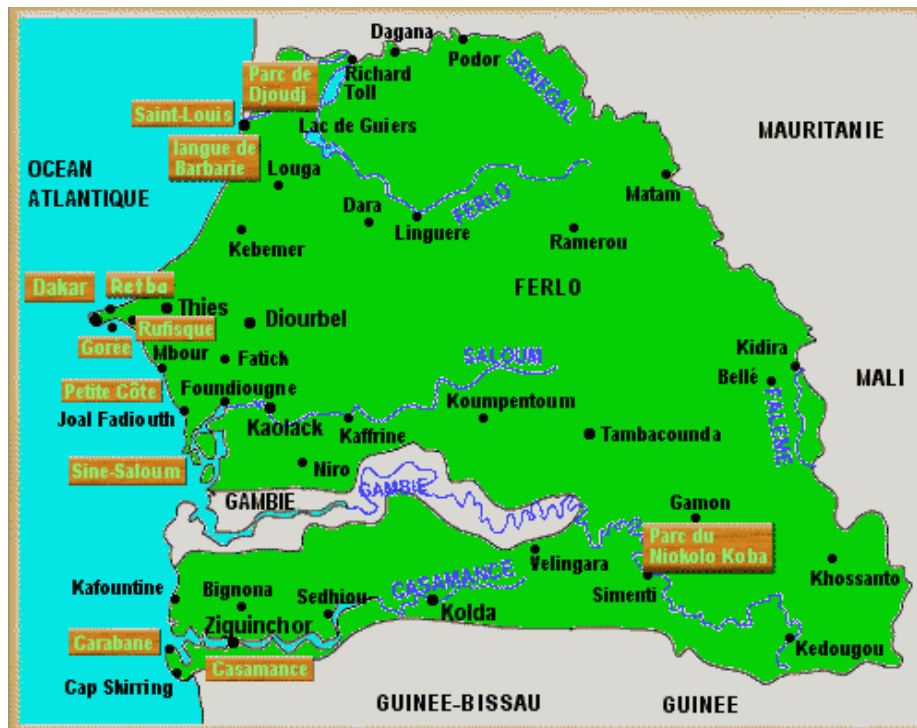 Dagana
Podor
Parc de
Djoudj
Richard
Toll
SENEGAL
Saint-Louis
Lac de Guiers
MAURITANIE
langue de
Barbarie
OCEAN
ATLANTIQUE
Louga
Matam
Dara
FERLO
Linguere
Kebemer
Ramerou
Dakar
Retba
FERLO
Thies
Diourbel
Rufisque
Gorée
Mbour
Fatich
SALOUM
Kidira
Bellé
MALI
Petite Côte
Foundiougne
Joal Fadiouth
Koumpentoum
FALEME
Kaolack
Kaffrine
Tambacounda
Sine-Saloum
Niro
GAMBIE
GAMBIE
Gamon
Parc du
Niokolo Koba
Velingara
Khossanto
Kafountine
Bignona
Sedhiou
CASAMANCE
Simenti
Ziquinchor
Kolda
Carabane
Casamance
Kedougou
Cap Skirring
GUINEE-BISSAU
GUINEE